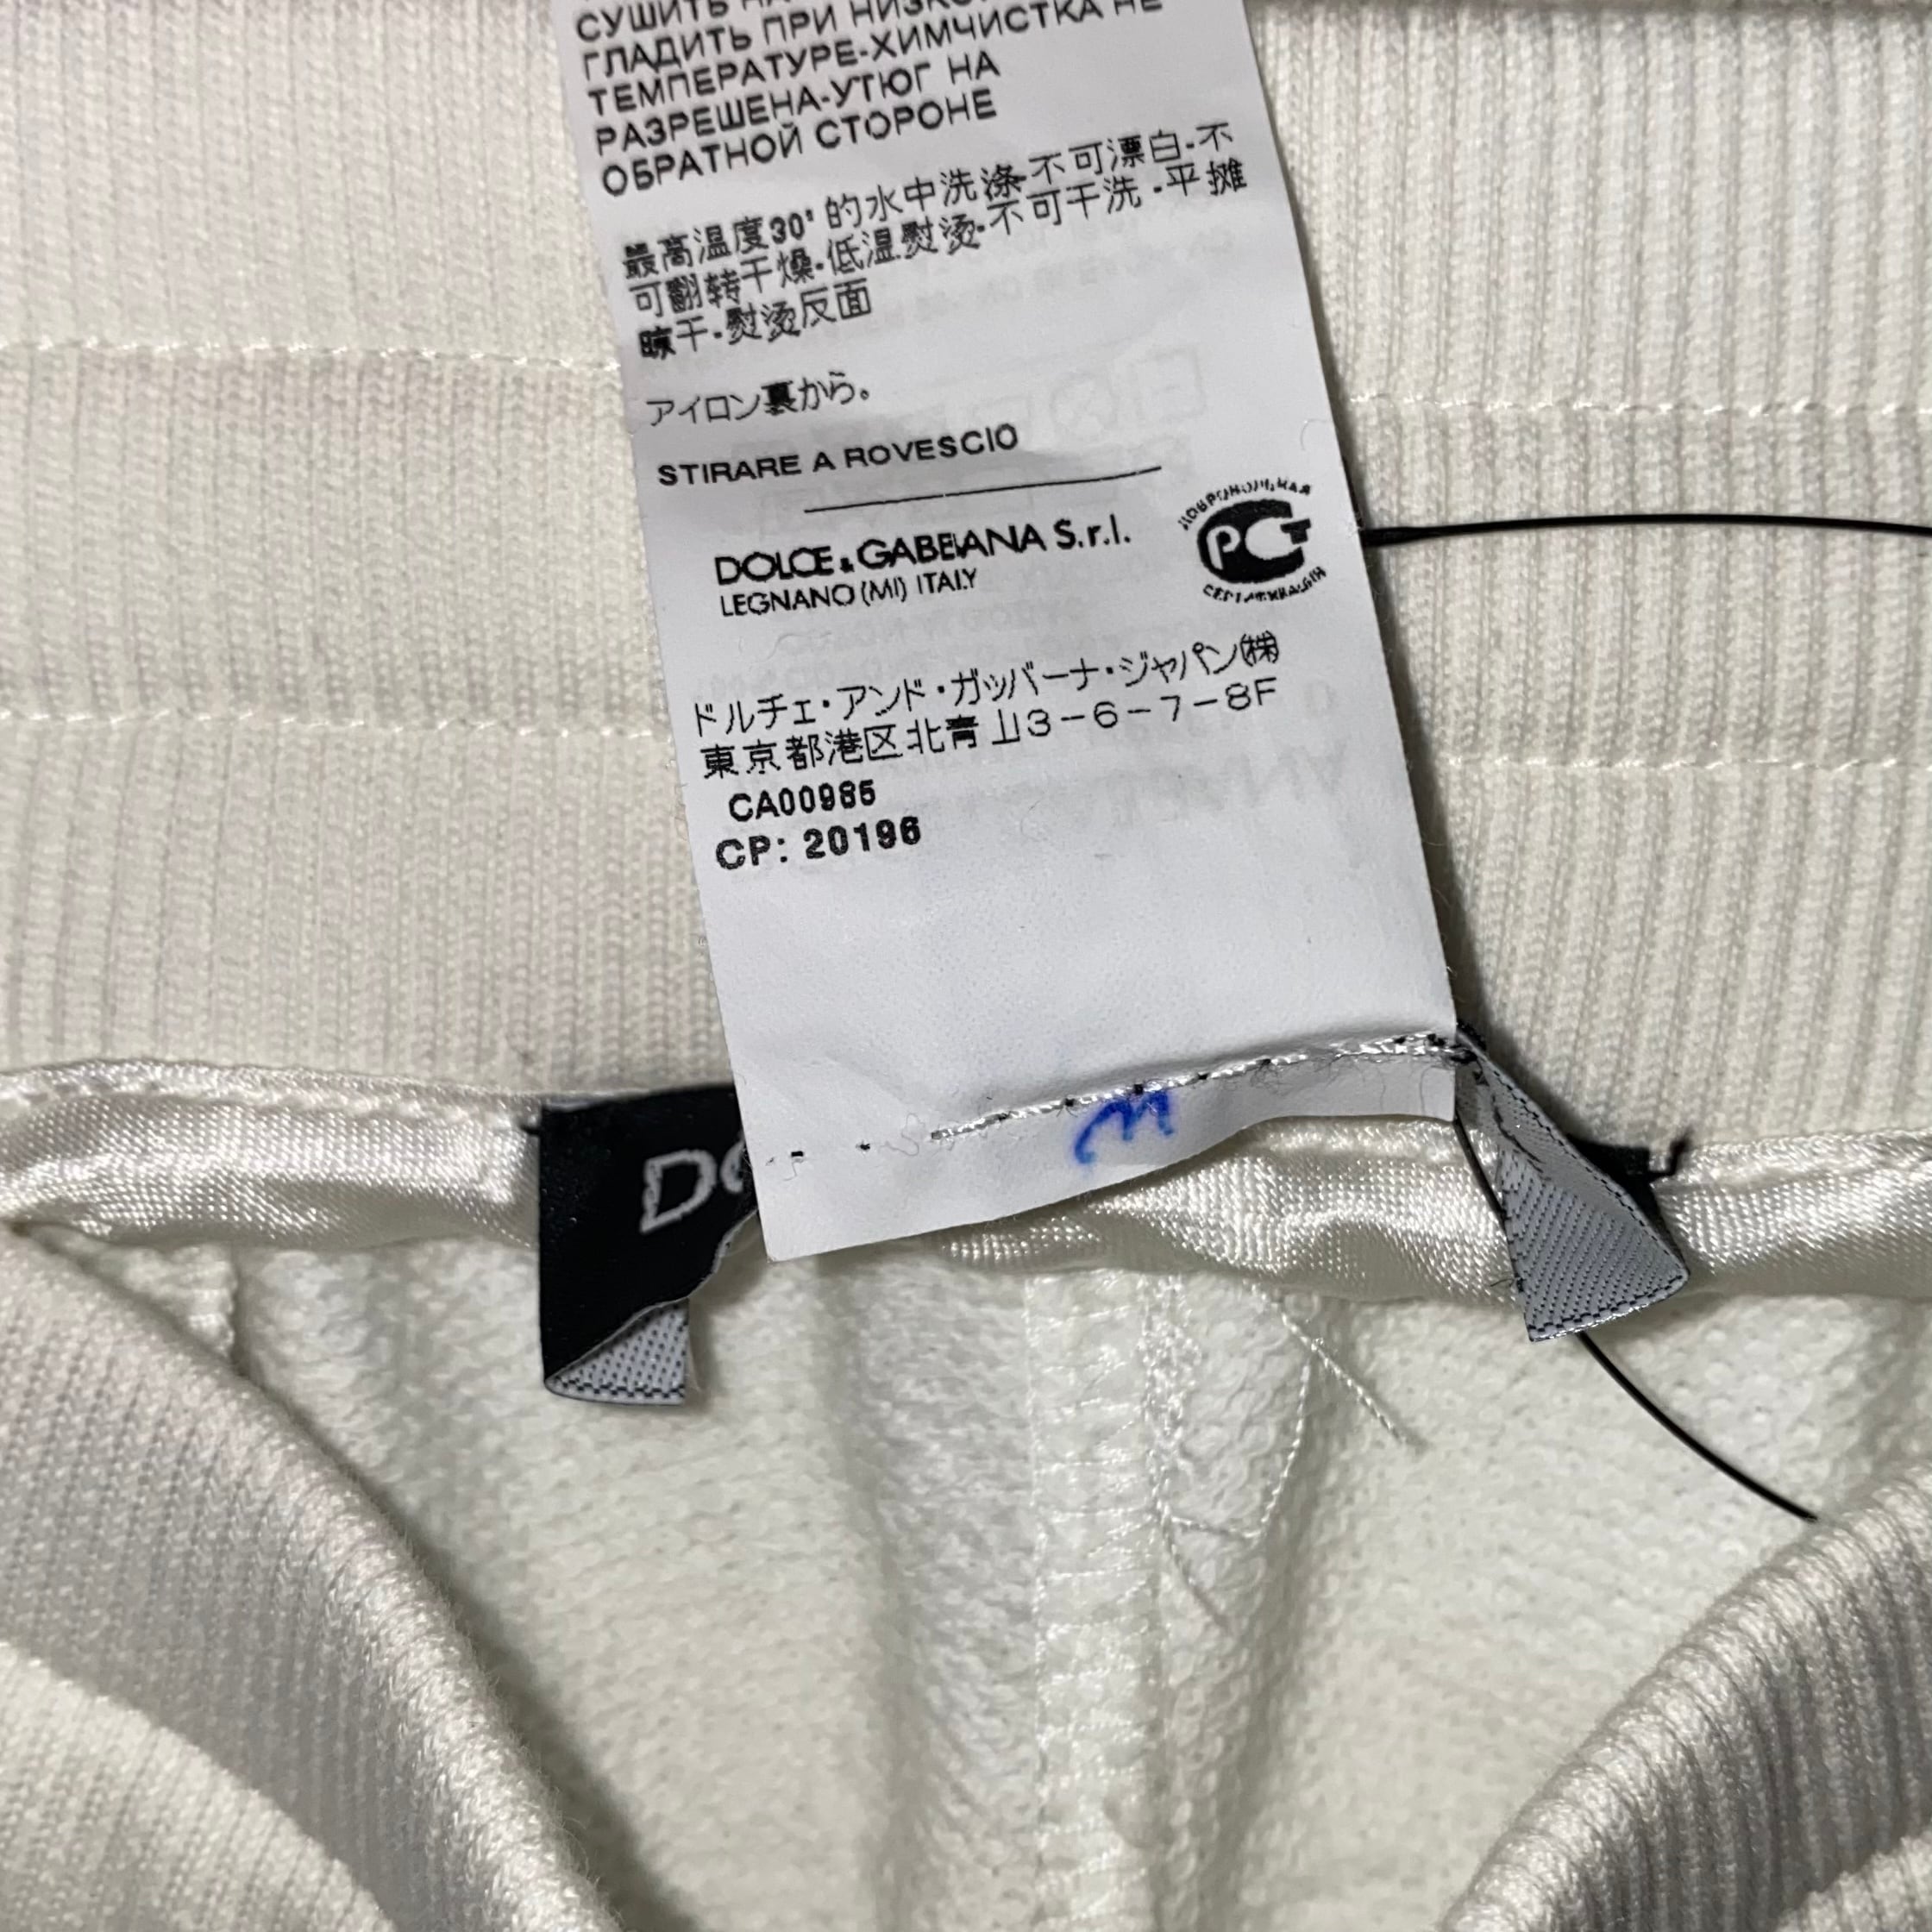 СУШИТЬ
ГЛАДИТЬ ПРИ
ТЕМПЕРАТУРЕ-ХИМЧИСТКА НЕ
РАЗРЕШЕНА-УТЮГ НА
ОБРАТНОЙ СТОРОНЕ
最高温度30° 的水中洗涤-不可漂白-不
可翻转干燥-低温熨烫-不可干洗-平摊
晾干-熨烫反面
アイロン裏から。
STIRARE A ROVESCIO
DOLCE & GABBANA S.r.l.
LEGNANO (MI) ITALY
ДОБРОВОЛЬНАЯ
РСТ
СЕРТИФИКАЦИЯ
ドルチェ・アンド・ガッバーナ・ジャパン㈱
東京都港区北青山3-6-7-8F
CA00985
CP: 20196
DO